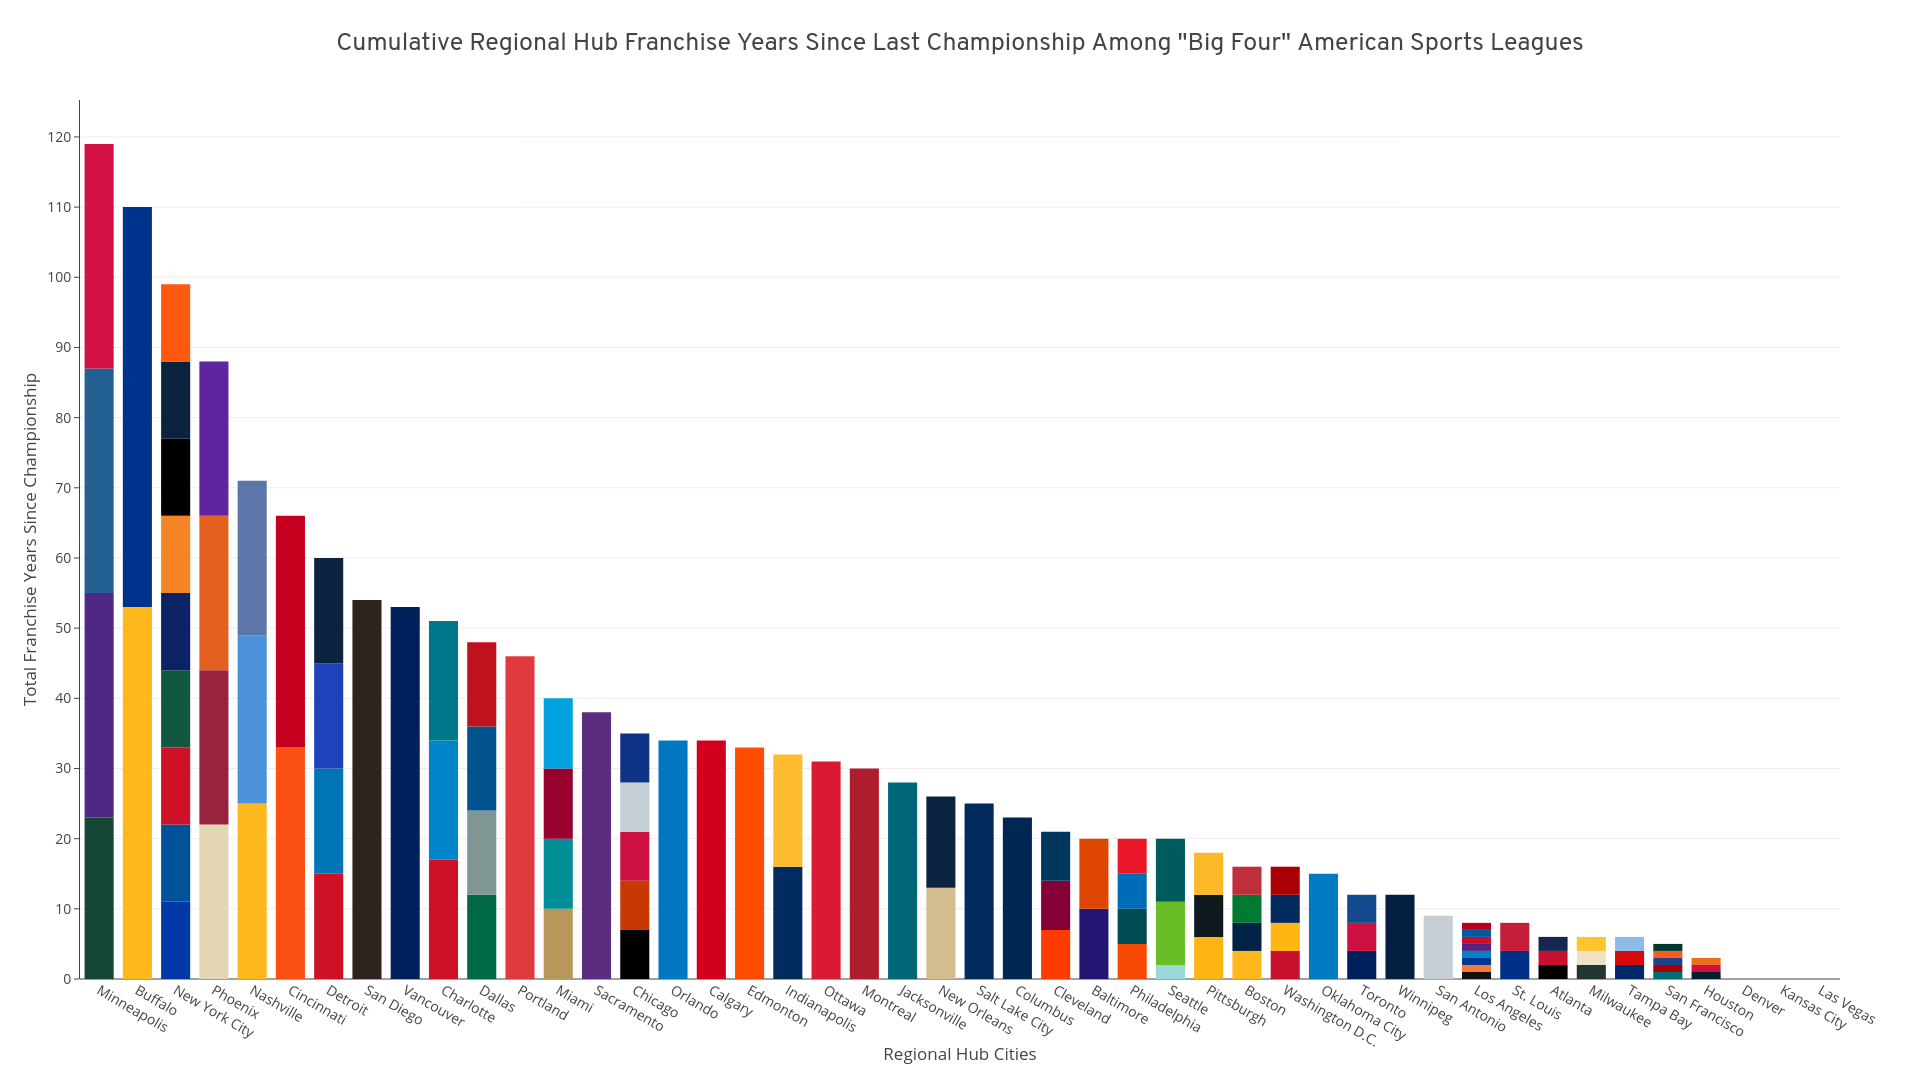 Cumulative Regional Hub Franchise Years Since Last Championship Among "Big Four" American Sports Leagues
Total Franchise Years Since Championship
120
110
100
90
80
70
60
50
40
30
20
10
0
Minneapolis
Buffalo
New York City
Phoenix
Nashville
Cincinnati
Detroit
San Diego
Vancouver
Charlotte
Dallas
Portland
Miami
Sacramento
Chicago
Orlando
Calgary
Edmonton
Indianapolis
Ottawa
Montreal
Jacksonville
New Orleans
Salt Lake City
Columbus
Cleveland
Baltimore
Philadelphia
Seattle
Pittsburgh
Boston
Washington D.C.
Oklahoma City
Toronto
Winnipeg
San Antonio
Los Angeles
St. Louis
Atlanta
Milwaukee
Tampa Bay
San Francisco
Houston
Denver
Kansas City
Las Vegas
Regional Hub Cities